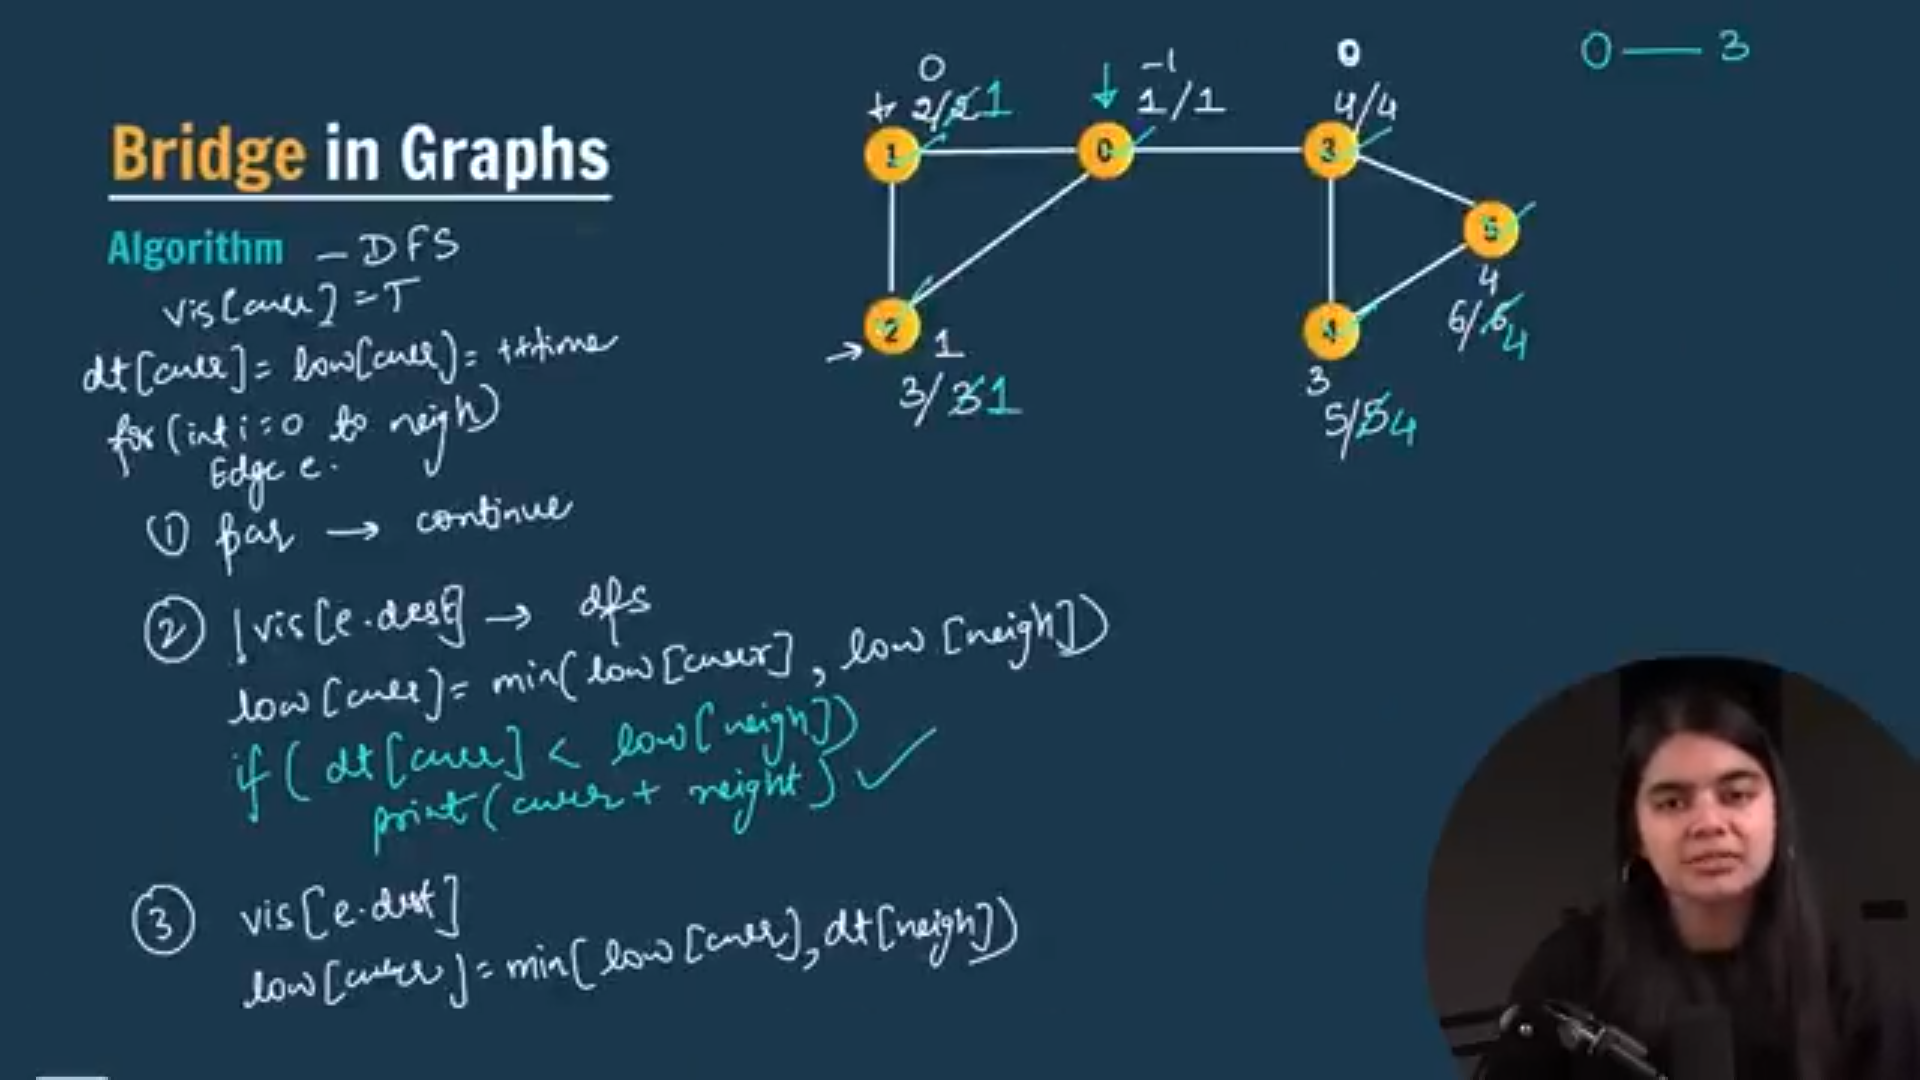 Bridge in Graphs
Algorithm - DFS
vis[curr] = T
dt[curr] = low[curr] = ++time
for (int i=0 to neigh)
Edge e.
① par → continue
② !vis[e.dest] → dfs
low[curr] = min(low[curr], low[neigh])
if (dt[curr] < low[neigh])
print(curr + neigh) ✓
③ vis[e.dest]
low[curr] = min(low[curr], dt[neigh])
0
2/2 1
1
-1
1/1
0
0
4/4
3
0 — 3
5
4
6/6 4
2
1
3/3 1
4
3
5/5 4